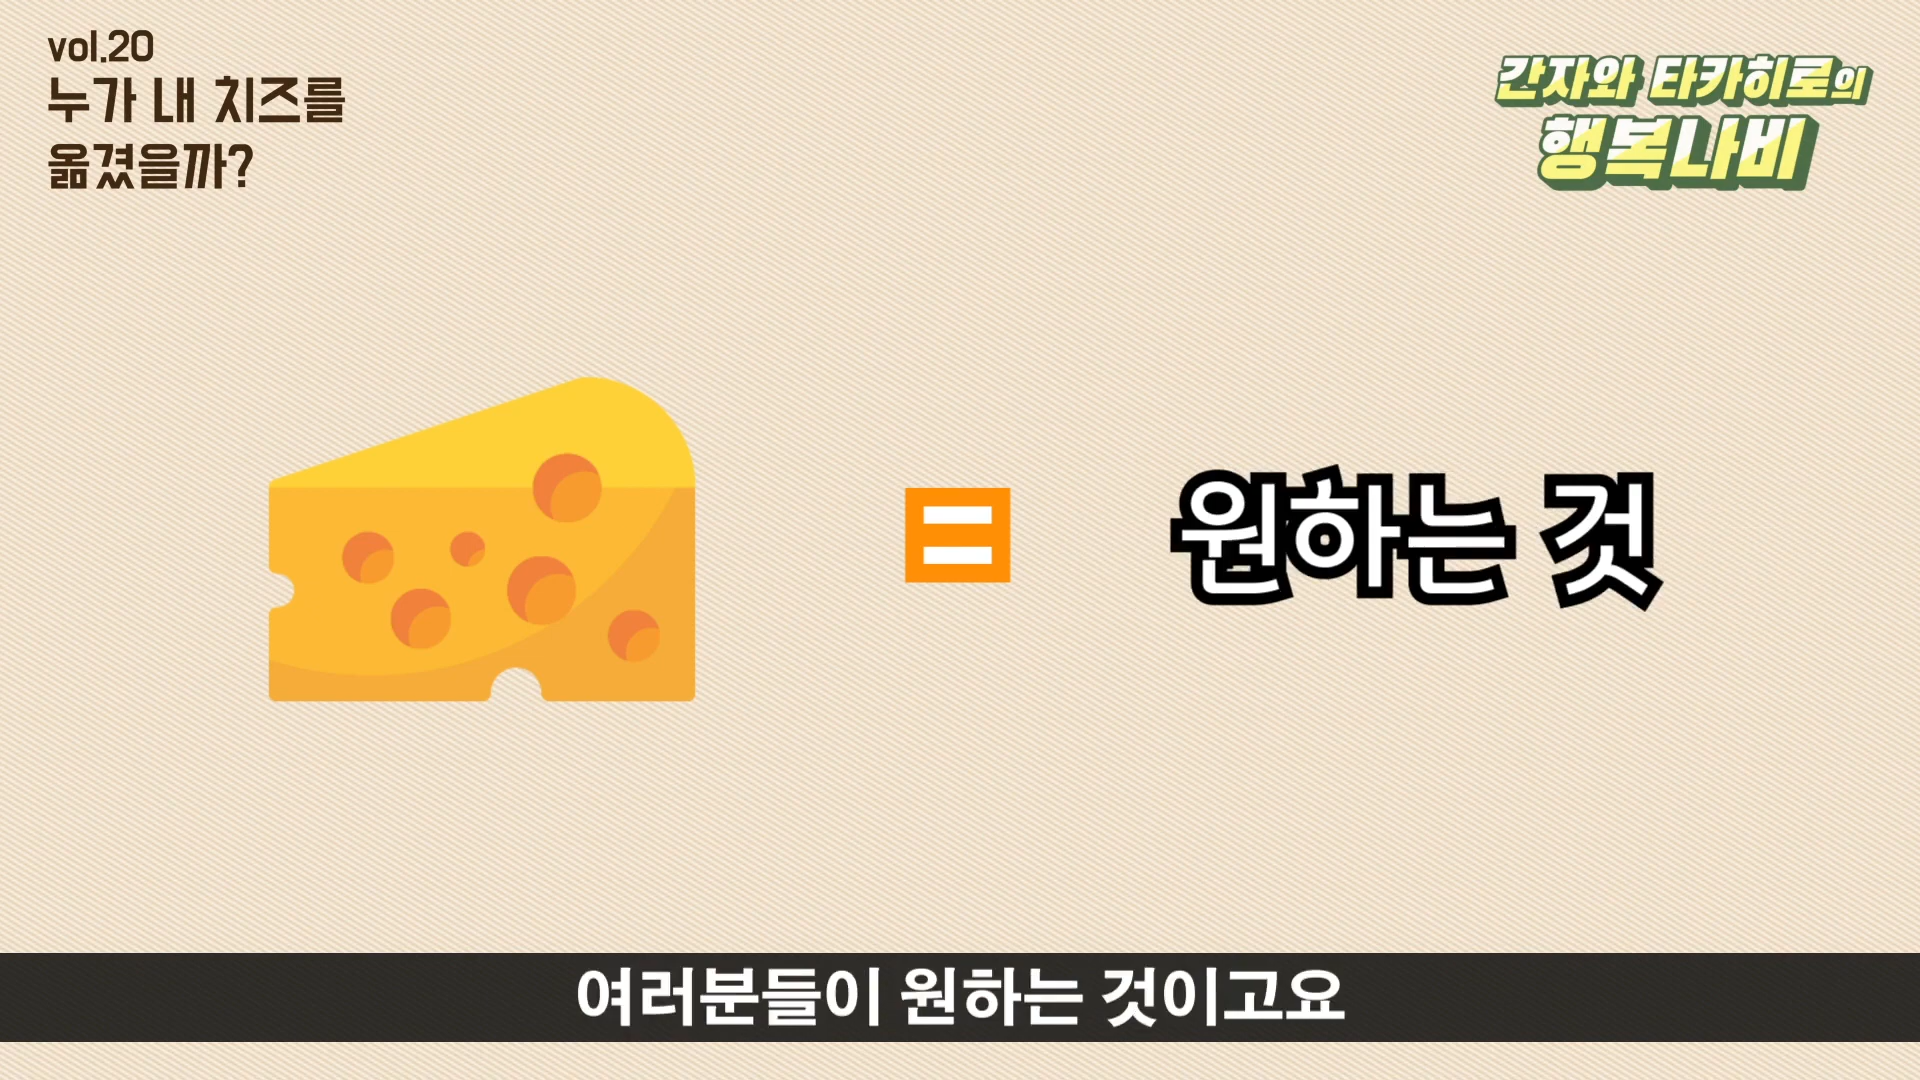 vol.20
누가 내 치즈를
옮겼을까?
간자와 타카히로의
행복나비
=
원하는 것
여러분들이 원하는 것이고요